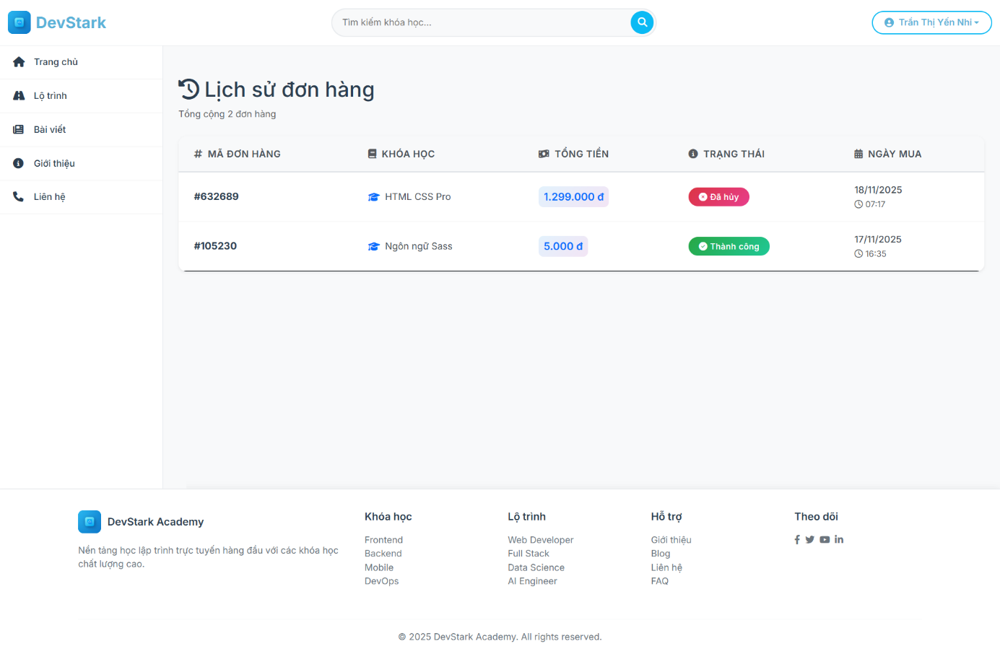 DevStark
Tìm kiếm khóa học...
Trần Thị Yến Nhi
Trang chủ
Lộ trình
Bài viết
Giới thiệu
Liên hệ
Lịch sử đơn hàng
Tổng cộng 2 đơn hàng
# MÃ ĐƠN HÀNG KHÓA HỌC TỔNG TIỀN TRẠNG THÁI NGÀY MUA
#632689 HTML CSS Pro 1.299.000 đ Đã hủy 18/11/2025
07:17
#105230 Ngôn ngữ Sass 5.000 đ Thành công 17/11/2025
16:35
DevStark Academy
Nền tảng học lập trình trực tuyến hàng đầu với các khóa học
chất lượng cao.
Khóa học
Frontend
Backend
Mobile
DevOps
Lộ trình
Web Developer
Full Stack
Data Science
AI Engineer
Hỗ trợ
Giới thiệu
Blog
Liên hệ
FAQ
Theo dõi
© 2025 DevStark Academy. All rights reserved.